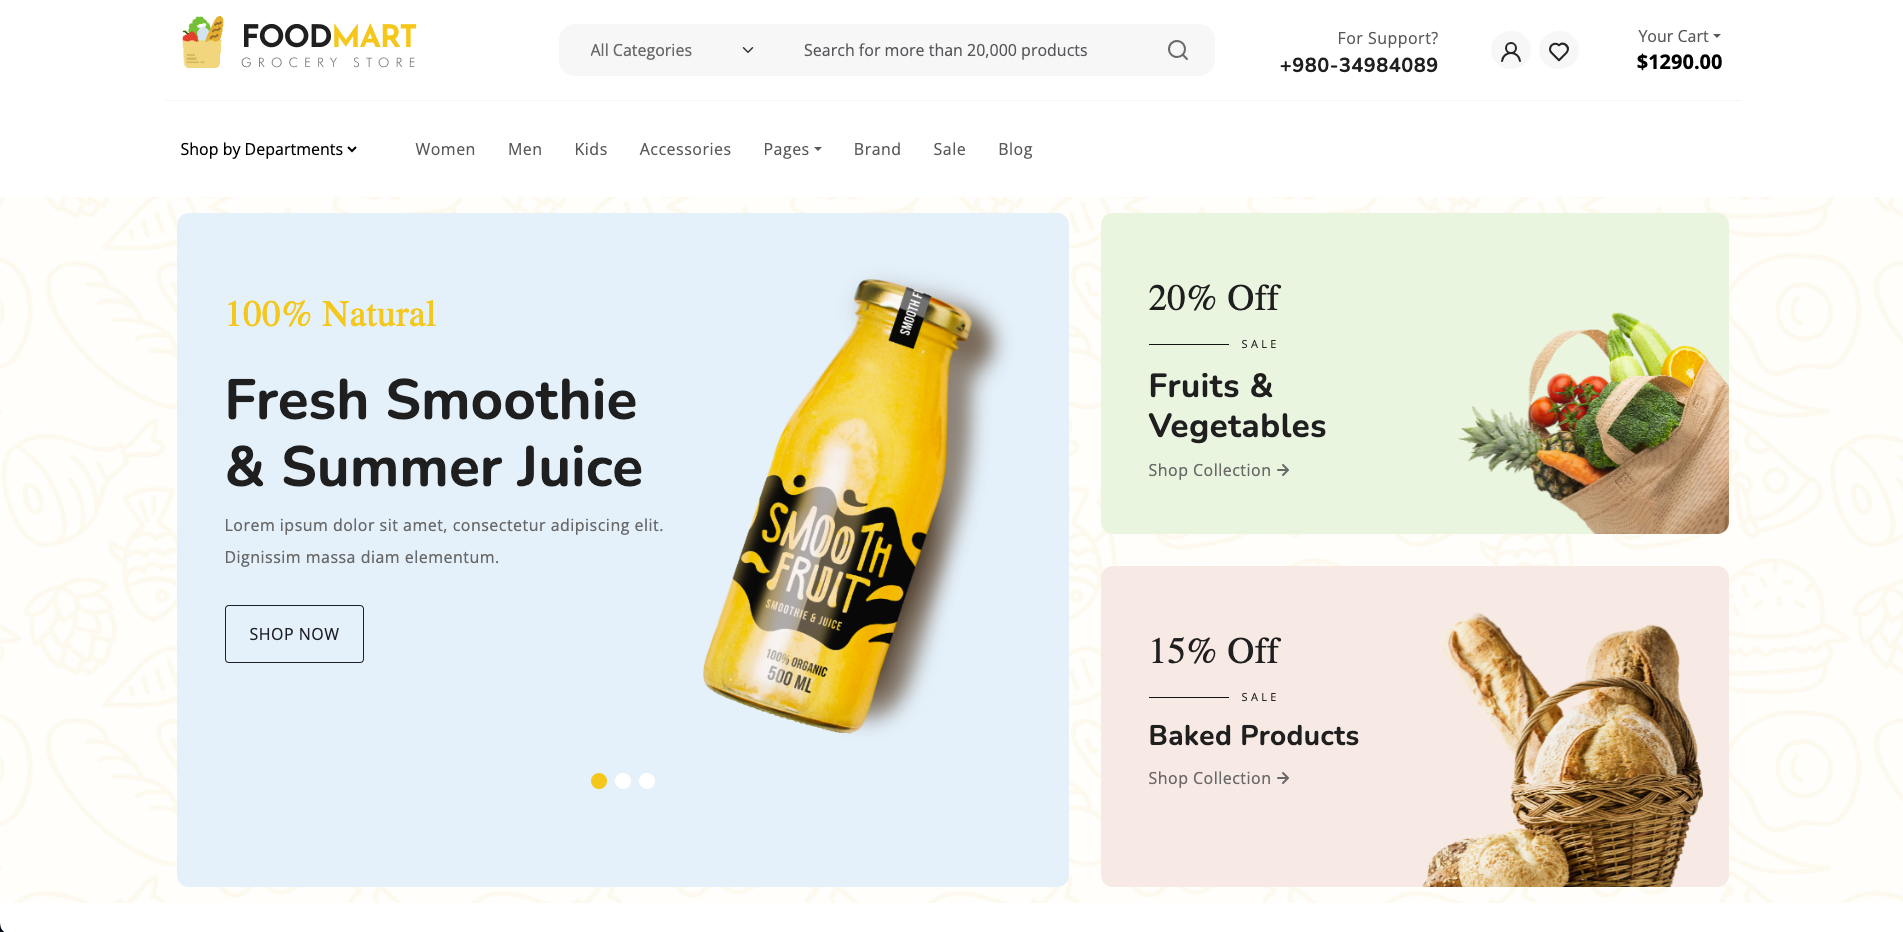 FOODMART
GROCERY STORE
All Categories
Search for more than 20,000 products
For Support?
+980-34984089
Your Cart
$1290.00
Shop by Departments
Women
Men
Kids
Accessories
Pages
Brand
Sale
Blog
100% Natural
Fresh Smoothie
& Summer Juice
Lorem ipsum dolor sit amet, consectetur adipiscing elit.
Dignissim massa diam elementum.
SHOP NOW
SMOOTH F
SMOOTH
FRUIT
SMOOTHIE & JUICE
100% ORGANIC
500 ML
20% Off
SALE
Fruits &
Vegetables
Shop Collection →
15% Off
SALE
Baked Products
Shop Collection →